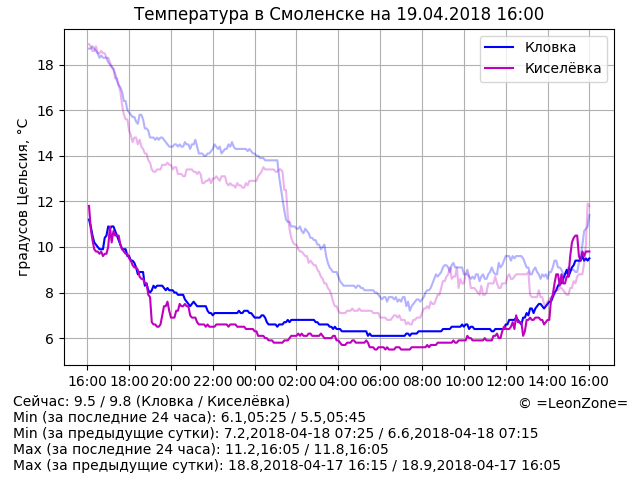 Температура в Смоленске на 19.04.2018 16:00
Кловка
Киселёвка
градусов Цельсия, °C
18
16
14
12
10
8
6
16:00 18:00 20:00 22:00 00:00 02:00 04:00 06:00 08:00 10:00 12:00 14:00 16:00
Сейчас: 9.5 / 9.8 (Кловка / Киселёвка)
© =LeonZone=
Min (за последние 24 часа): 6.1,05:25 / 5.5,05:45
Min (за предыдущие сутки): 7.2,2018-04-18 07:25 / 6.6,2018-04-18 07:15
Max (за последние 24 часа): 11.2,16:05 / 11.8,16:05
Max (за предыдущие сутки): 18.8,2018-04-17 16:15 / 18.9,2018-04-17 16:05